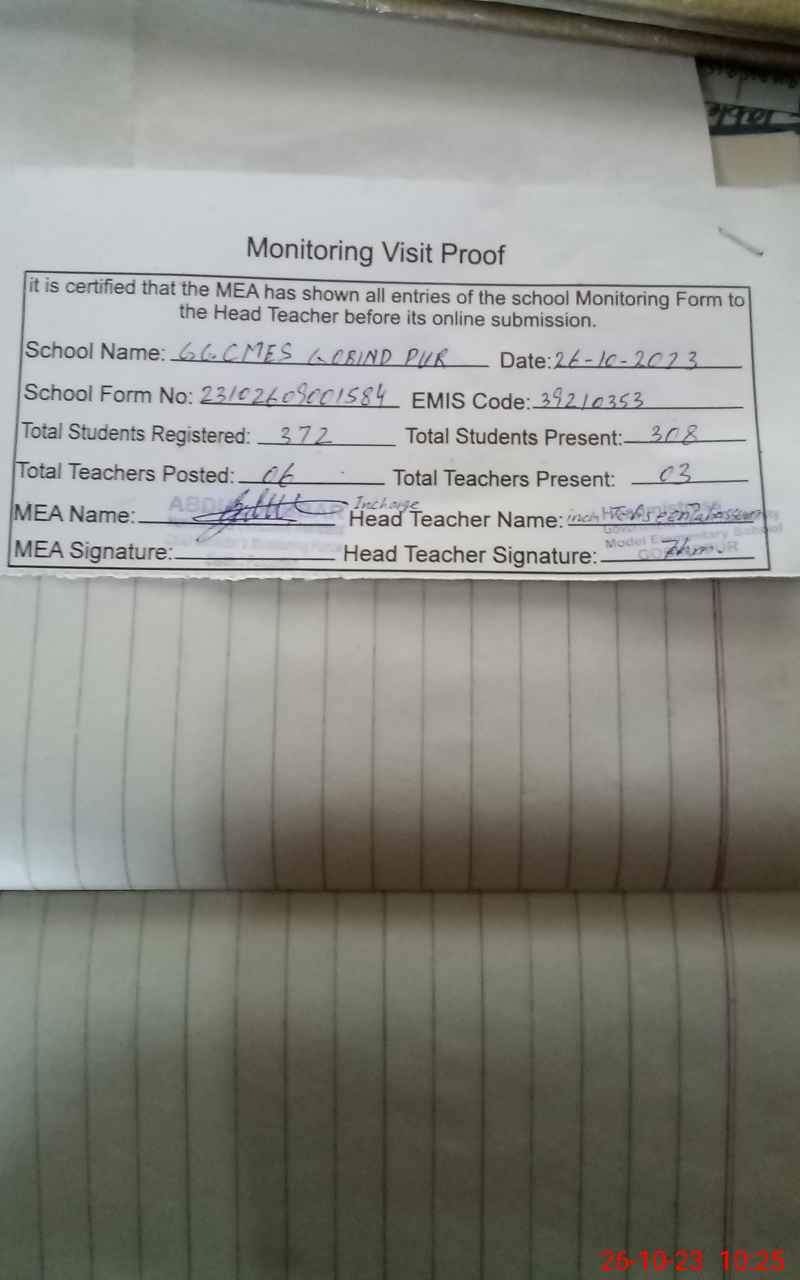 Monitoring Visit Proof
it is certified that the MEA has shown all entries of the school Monitoring Form to
the Head Teacher before its online submission.
School Name: GGCMES GOBIND PUR Date: 26-10-2023
School Form No: 23102609001584 EMIS Code: 39210353
Total Students Registered: 372 Total Students Present: 308
Total Teachers Posted: 06 Total Teachers Present: 03
Incharge
MEA Name: Head Teacher Name:
MEA Signature: Head Teacher Signature:
26-10-23 10:25